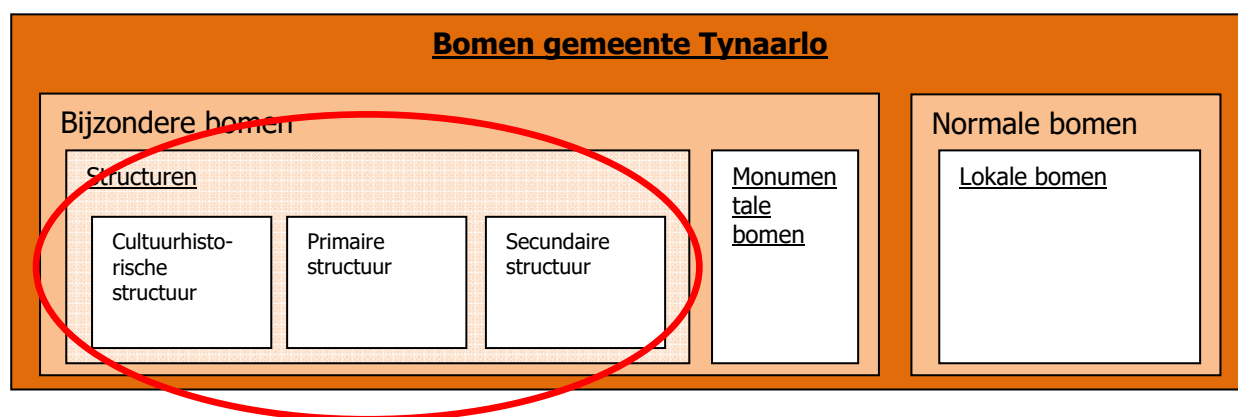 Bomen gemeente Tynaarlo
Bijzondere bomen
Structuren
Cultuurhisto-
rische
structuur
Primaire
structuur
Secundaire
structuur
Monumen
tale
bomen
Normale bomen
Lokale bomen